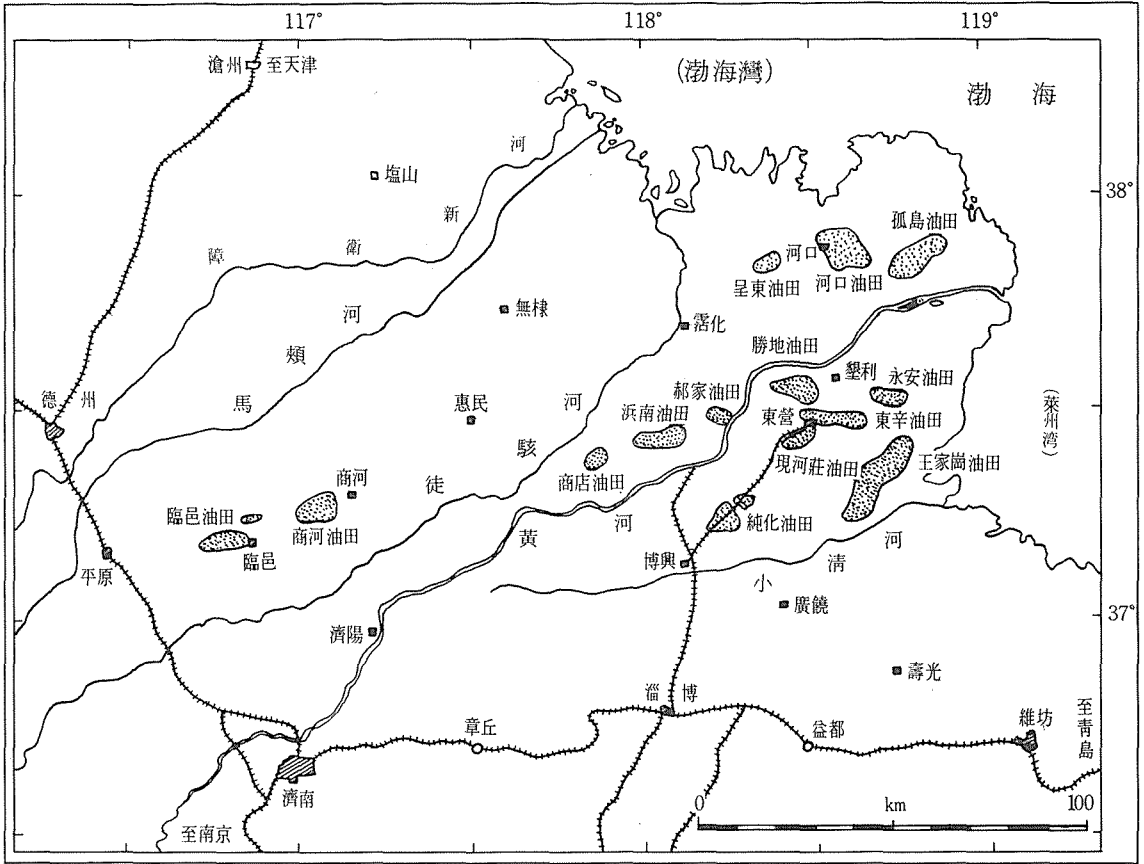 117°
118°
119°
滄州
至天津
(渤海灣)
渤海
塩山
38°
障衛新河
孤島油田
河口
呈東油田
河口油田
無棣
霑化
馬頰河
勝地油田
墾利
永安油田
德州
惠民
郝家油田
浜南油田
東營
東辛油田
(萊州湾)
徒駭河
商店油田
現河莊油田
王家崗油田
商河
臨邑油田
商河油田
臨邑
黃河
純化油田
平原
博興
小清河
廣饒
37°
濟陽
壽光
淄博
章丘
益都
維坊
至靑島
濟南
至南京
0
km
100